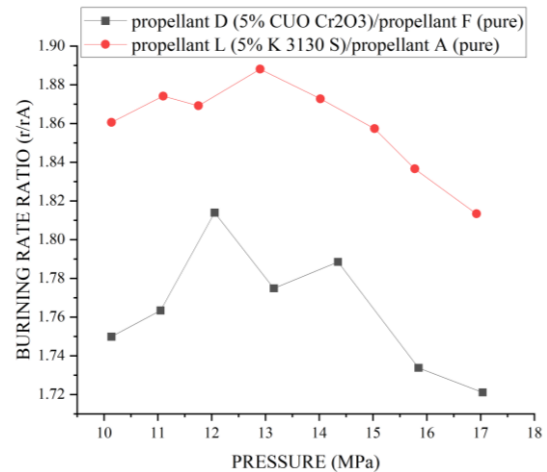 propellant D (5% CUO Cr2O3)/propellant F (pure)
propellant L (5% K 3130 S)/propellant A (pure)
BURINING RATE RATIO (r/rA)
1.90
1.88
1.86
1.84
1.82
1.80
1.78
1.76
1.74
1.72
10 11 12 13 14 15 16 17 18
PRESSURE (MPa)